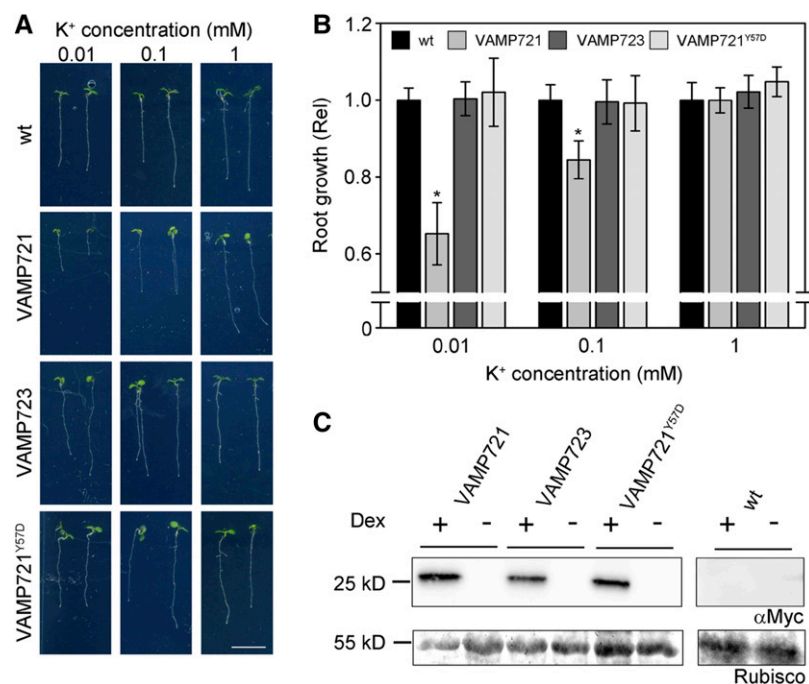 A
K⁺ concentration (mM)
0.01 0.1 1
wt
VAMP721
VAMP723
VAMP721ʸ⁵⁷ᴰ
B
wt VAMP721 VAMP723 VAMP721ʸ⁵⁷ᴰ
Root growth (Rel)
1.2
1.0
0.8
0.6
0
* *
0.01 0.1 1
K⁺ concentration (mM)
C
VAMP721 VAMP723 VAMP721ʸ⁵⁷ᴰ wt
Dex + - + - + - + -
25 kD
αMyc
55 kD
Rubisco